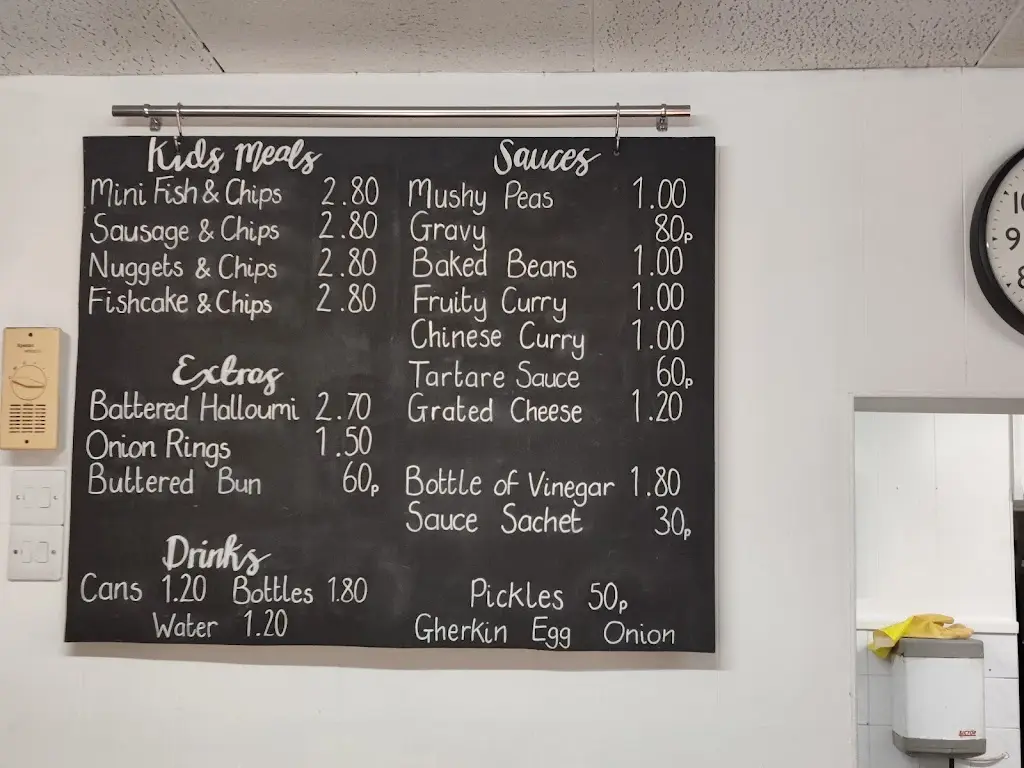 Kids Meals
Mini Fish & Chips 2.80
Sausage & Chips 2.80
Nuggets & Chips 2.80
Fishcake & Chips 2.80
Extras
Battered Halloumi 2.70
Onion Rings 1.50
Buttered Bun 60p
Drinks
Cans 1.20 Bottles 1.80
Water 1.20
Sauces
Mushy Peas 1.00
Gravy 80p
Baked Beans 1.00
Fruity Curry 1.00
Chinese Curry 1.00
Tartare Sauce 60p
Grated Cheese 1.20
Bottle of Vinegar 1.80
Sauce Sachet 30p
Pickles 50p
Gherkin Egg Onion
10
9
8